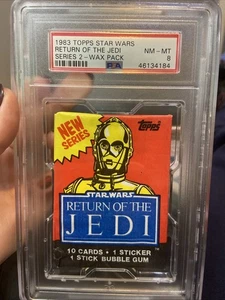 1983 TOPPS STAR WARS
RETURN OF THE JEDI
NM - MT
SERIES 2 - WAX PACK
8
PSA
46134184
NEW
SERIES
Topps
STAR WARS
RETURN OF THE
JEDI
10 CARDS • 1 STICKER
1 STICK BUBBLE GUM